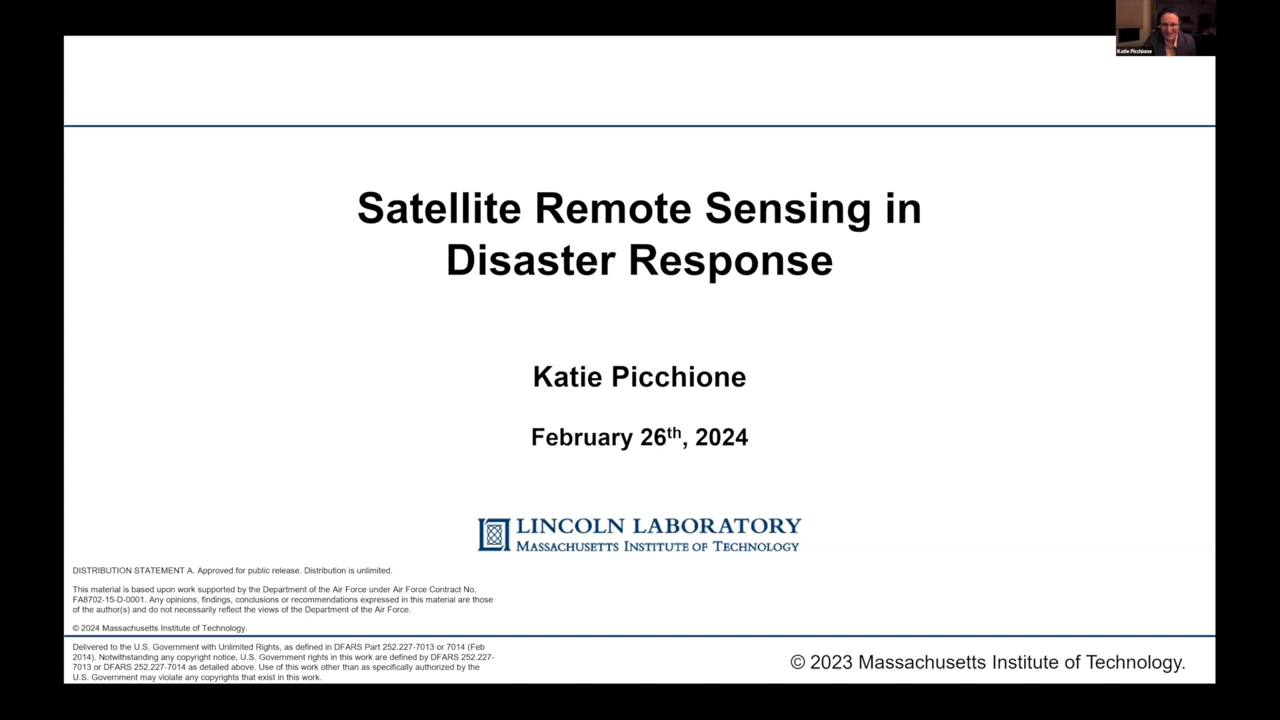 Katie Picchione
Satellite Remote Sensing in
Disaster Response
Katie Picchione
February 26th, 2024
LINCOLN LABORATORY
MASSACHUSETTS INSTITUTE OF TECHNOLOGY
DISTRIBUTION STATEMENT A. Approved for public release. Distribution is unlimited.
This material is based upon work supported by the Department of the Air Force under Air Force Contract No.
FA8702-15-D-0001. Any opinions, findings, conclusions or recommendations expressed in this material are those
of the author(s) and do not necessarily reflect the views of the Department of the Air Force.
© 2024 Massachusetts Institute of Technology.
Delivered to the U.S. Government with Unlimited Rights, as defined in DFARS Part 252.227-7013 or 7014 (Feb
2014). Notwithstanding any copyright notice, U.S. Government rights in this work are defined by DFARS 252.227-
7013 or DFARS 252.227-7014 as detailed above. Use of this work other than as specifically authorized by the
U.S. Government may violate any copyrights that exist in this work.
© 2023 Massachusetts Institute of Technology.